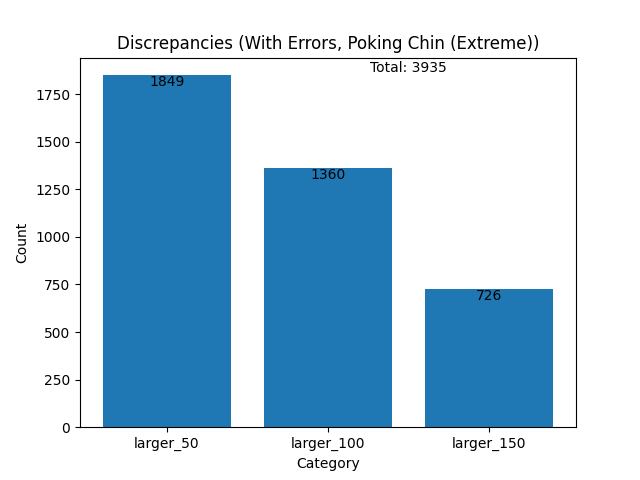 Discrepancies (With Errors, Poking Chin (Extreme))
Total: 3935
1849
1360
726
1750
1500
1250
1000
750
500
250
0
Count
larger_50 larger_100 larger_150
Category